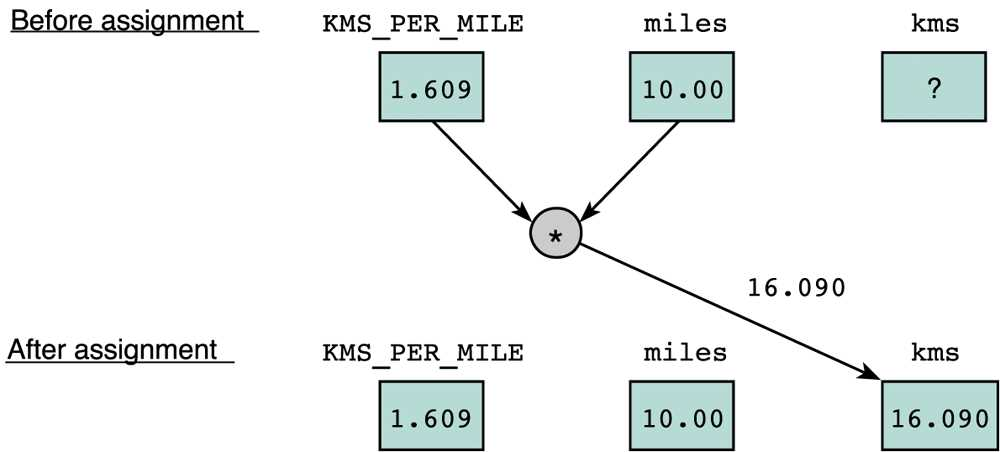 Before assignment KMS_PER_MILE miles kms
1.609 10.00 ?
*
16.090
After assignment KMS_PER_MILE miles kms
1.609 10.00 16.090